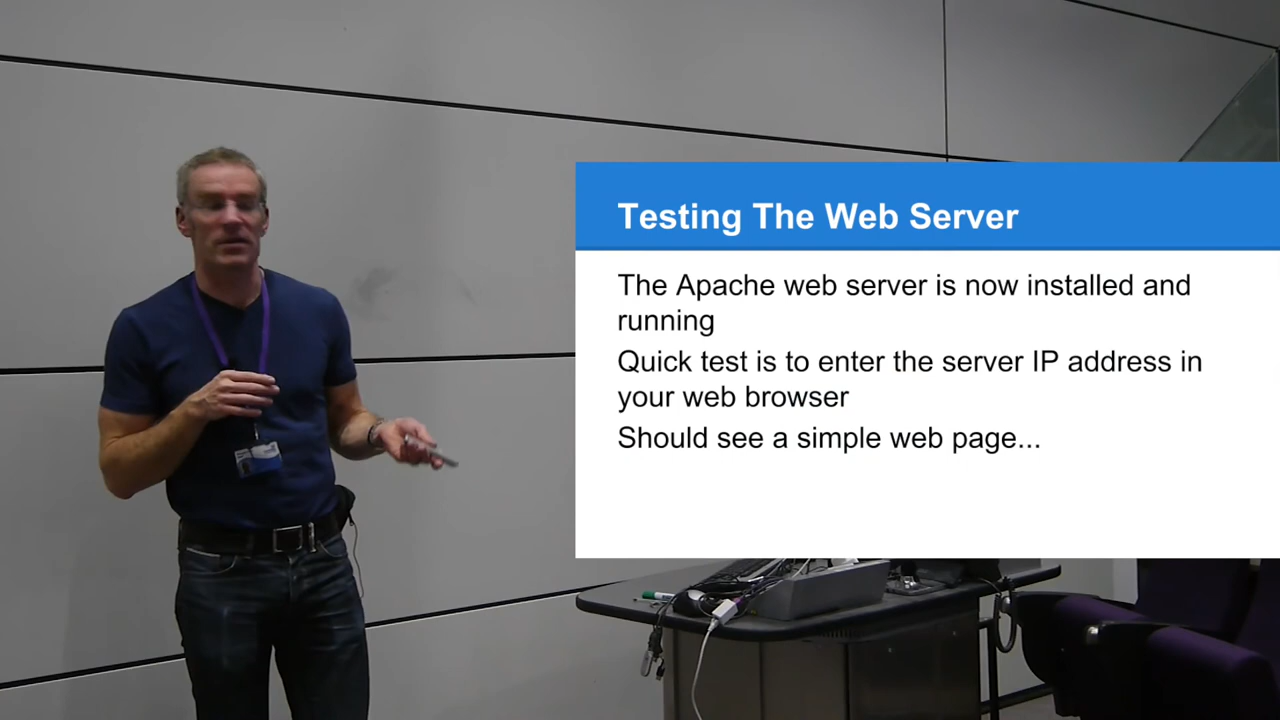 Testing The Web Server
The Apache web server is now installed and
running
Quick test is to enter the server IP address in
your web browser
Should see a simple web page...